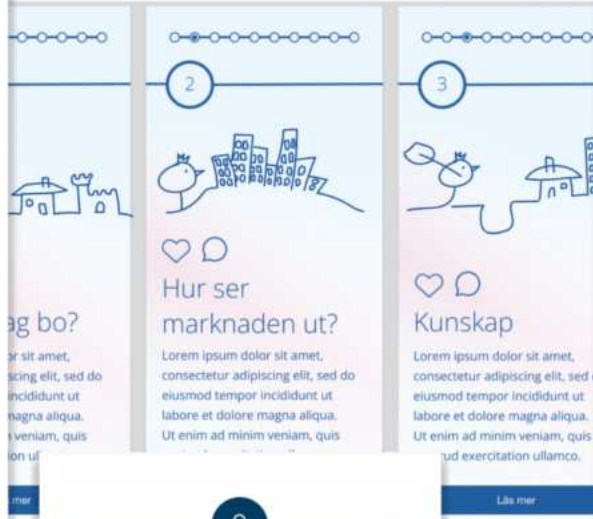 ag bo?
or sit amet,
scing elit, sed do
incididunt ut
magna aliqua.
veniam, quis
mer
2
Hur ser
marknaden ut?
Lorem ipsum dolor sit amet,
consectetur adipiscing elit, sed do
eiusmod tempor incididunt ut
labore et dolore magna aliqua.
Ut enim ad minim veniam, quis
3
Kunskap
Lorem ipsum dolor sit amet,
consectetur adipiscing elit, sed
eiusmod tempor incididunt ut
labore et dolore magna aliqua.
Ut enim ad minim veniam, quis
rud exercitation ullamco.
Läs mer